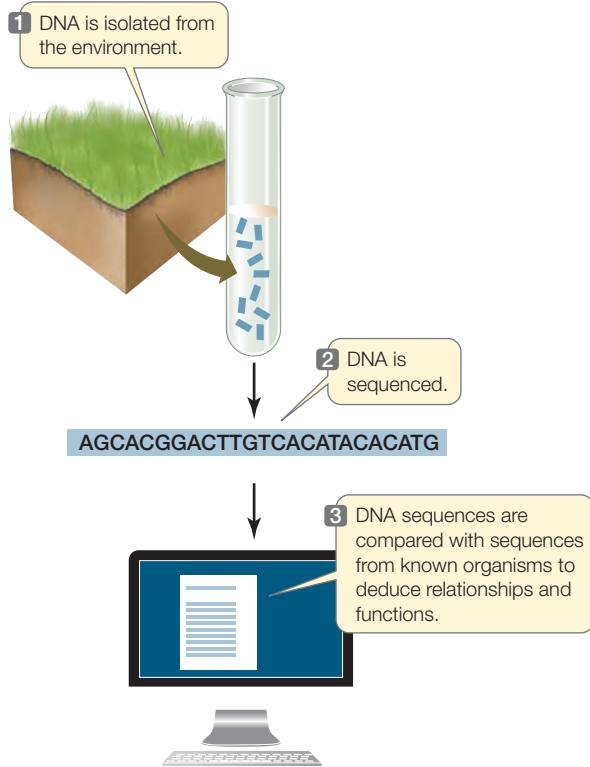 1 DNA is isolated from
the environment.
2 DNA is
sequenced.
AGCACGGACTTGTCACATACACATG
3 DNA sequences are
compared with sequences
from known organisms to
deduce relationships and
functions.